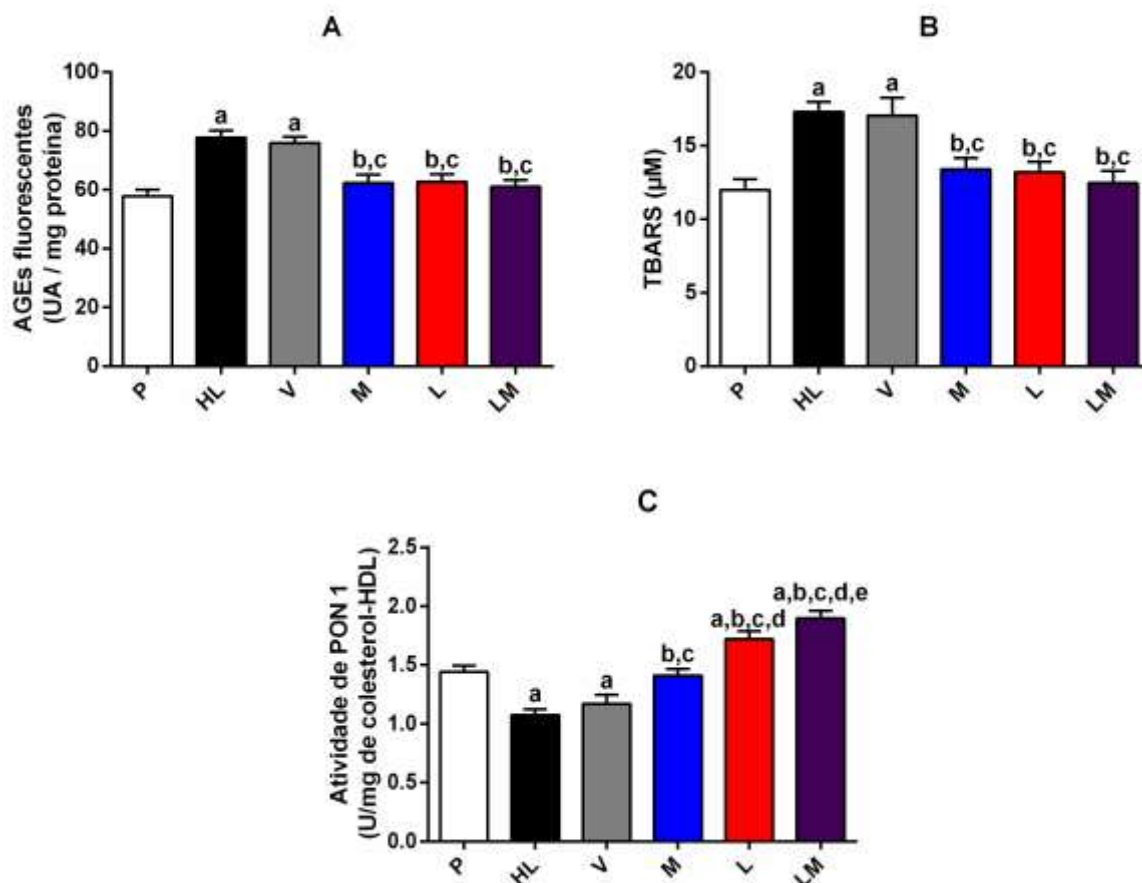 A
AGEs fluorescentes
(UA / mg proteína)
100
80
60
40
20
0
a
a
b,c
b,c
b,c
P
HL
V
M
L
LM
B
TBARS (µM)
20
15
10
5
0
a
a
b,c
b,c
b,c
P
HL
V
M
L
LM
C
Atividade de PON 1
(U/mg de colesterol-HDL)
2.5
2.0
1.5
1.0
0.5
0.0
a
a
b,c
a,b,c,d
a,b,c,d,e
P
HL
V
M
L
LM